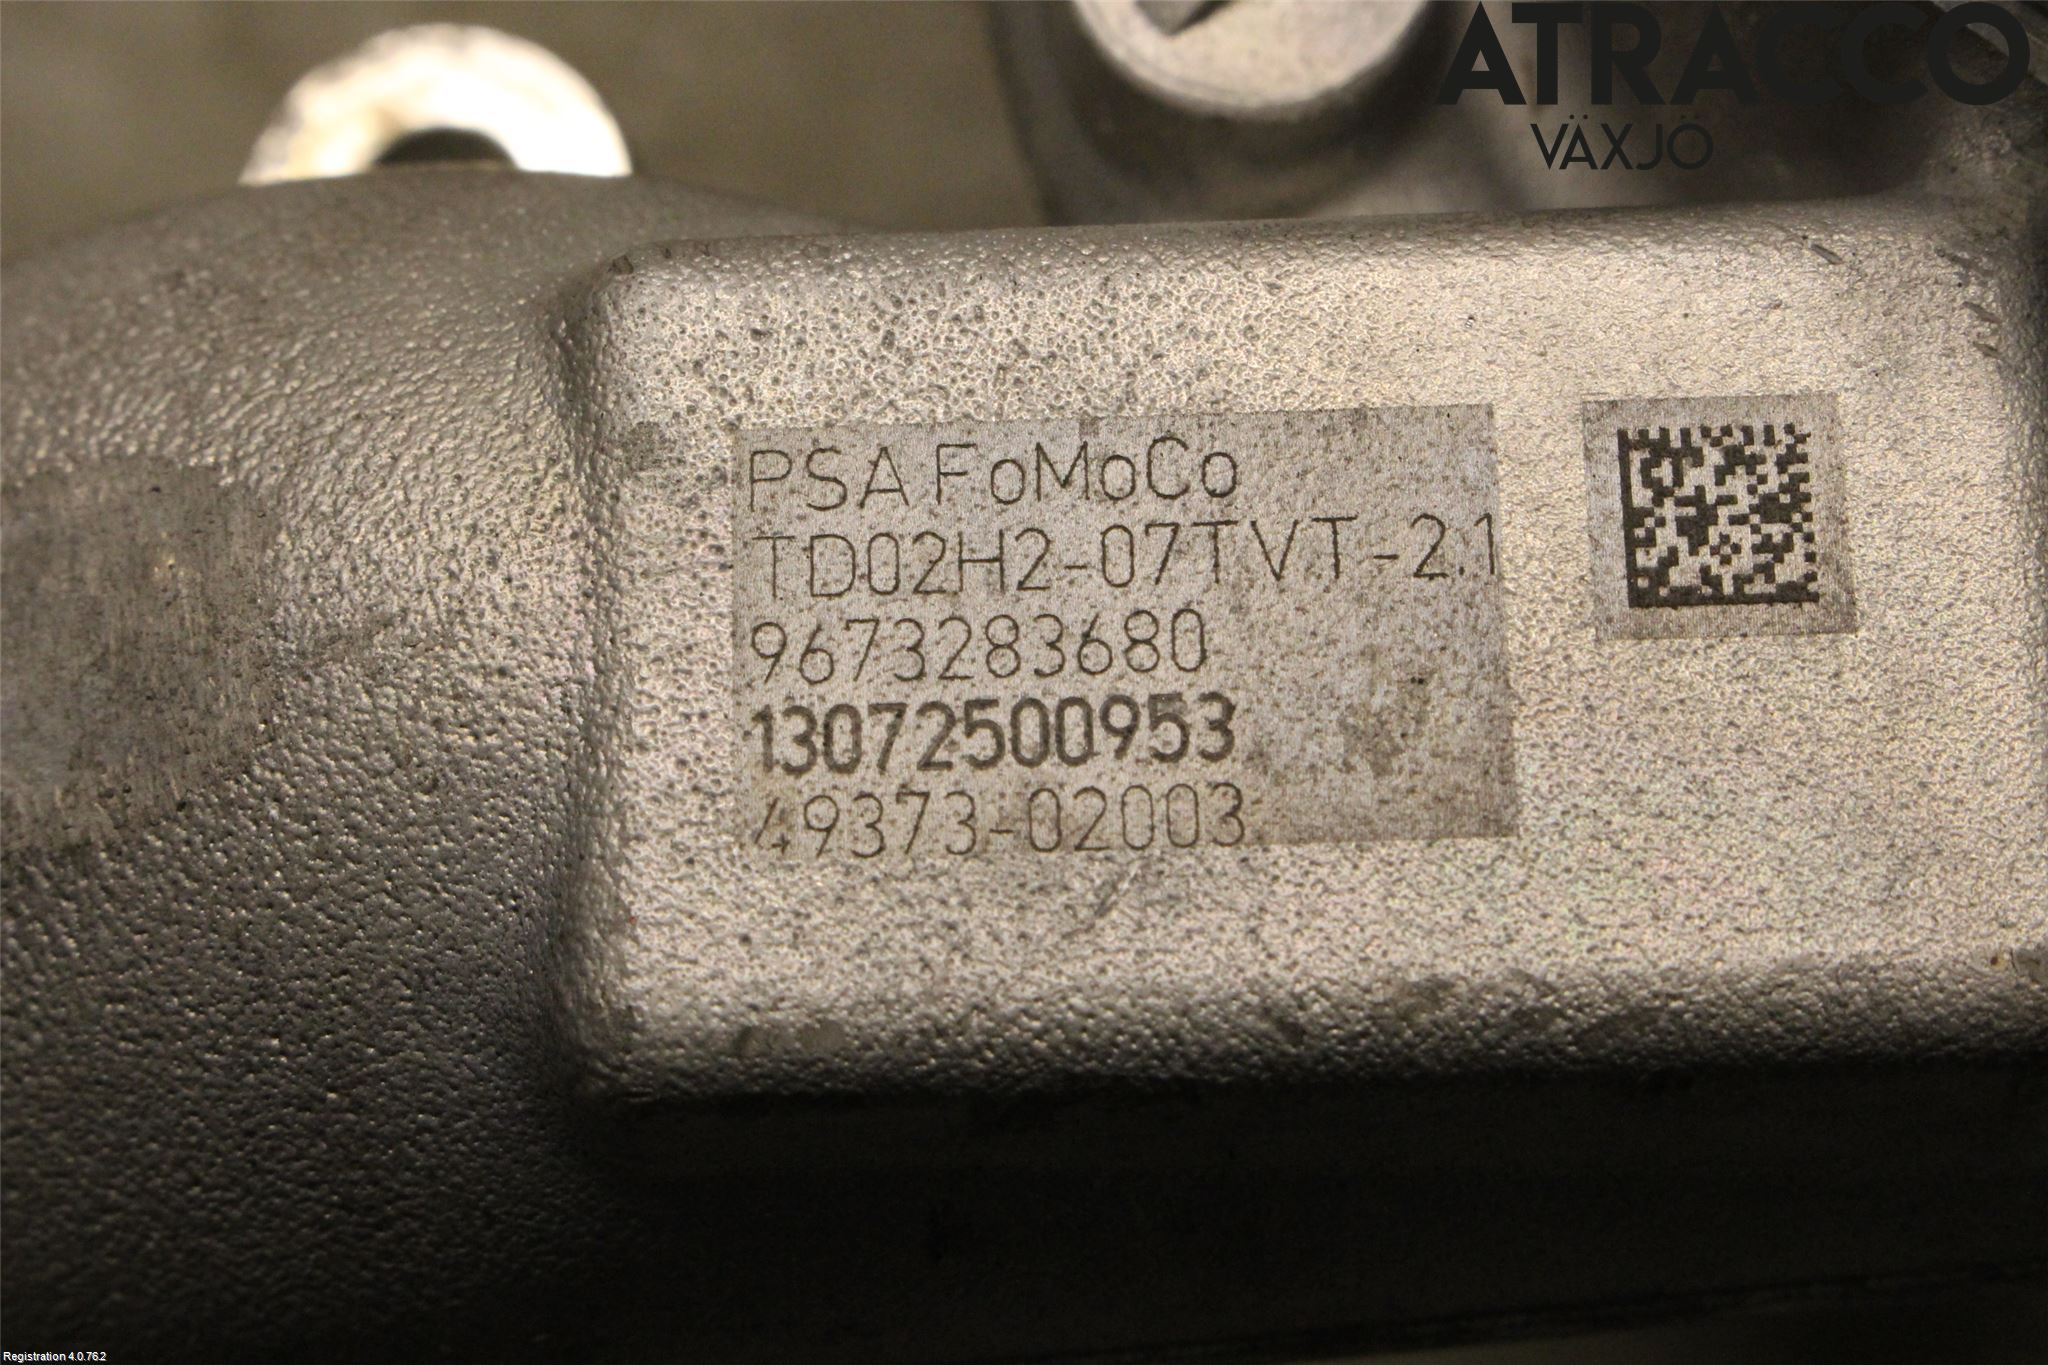 ATRACCO
VÄXJÖ
PSA FoMoCo
TD02H2-07TVT-2.1
9673283680
13072500953
49373-02003
Registration 4.0.76.2